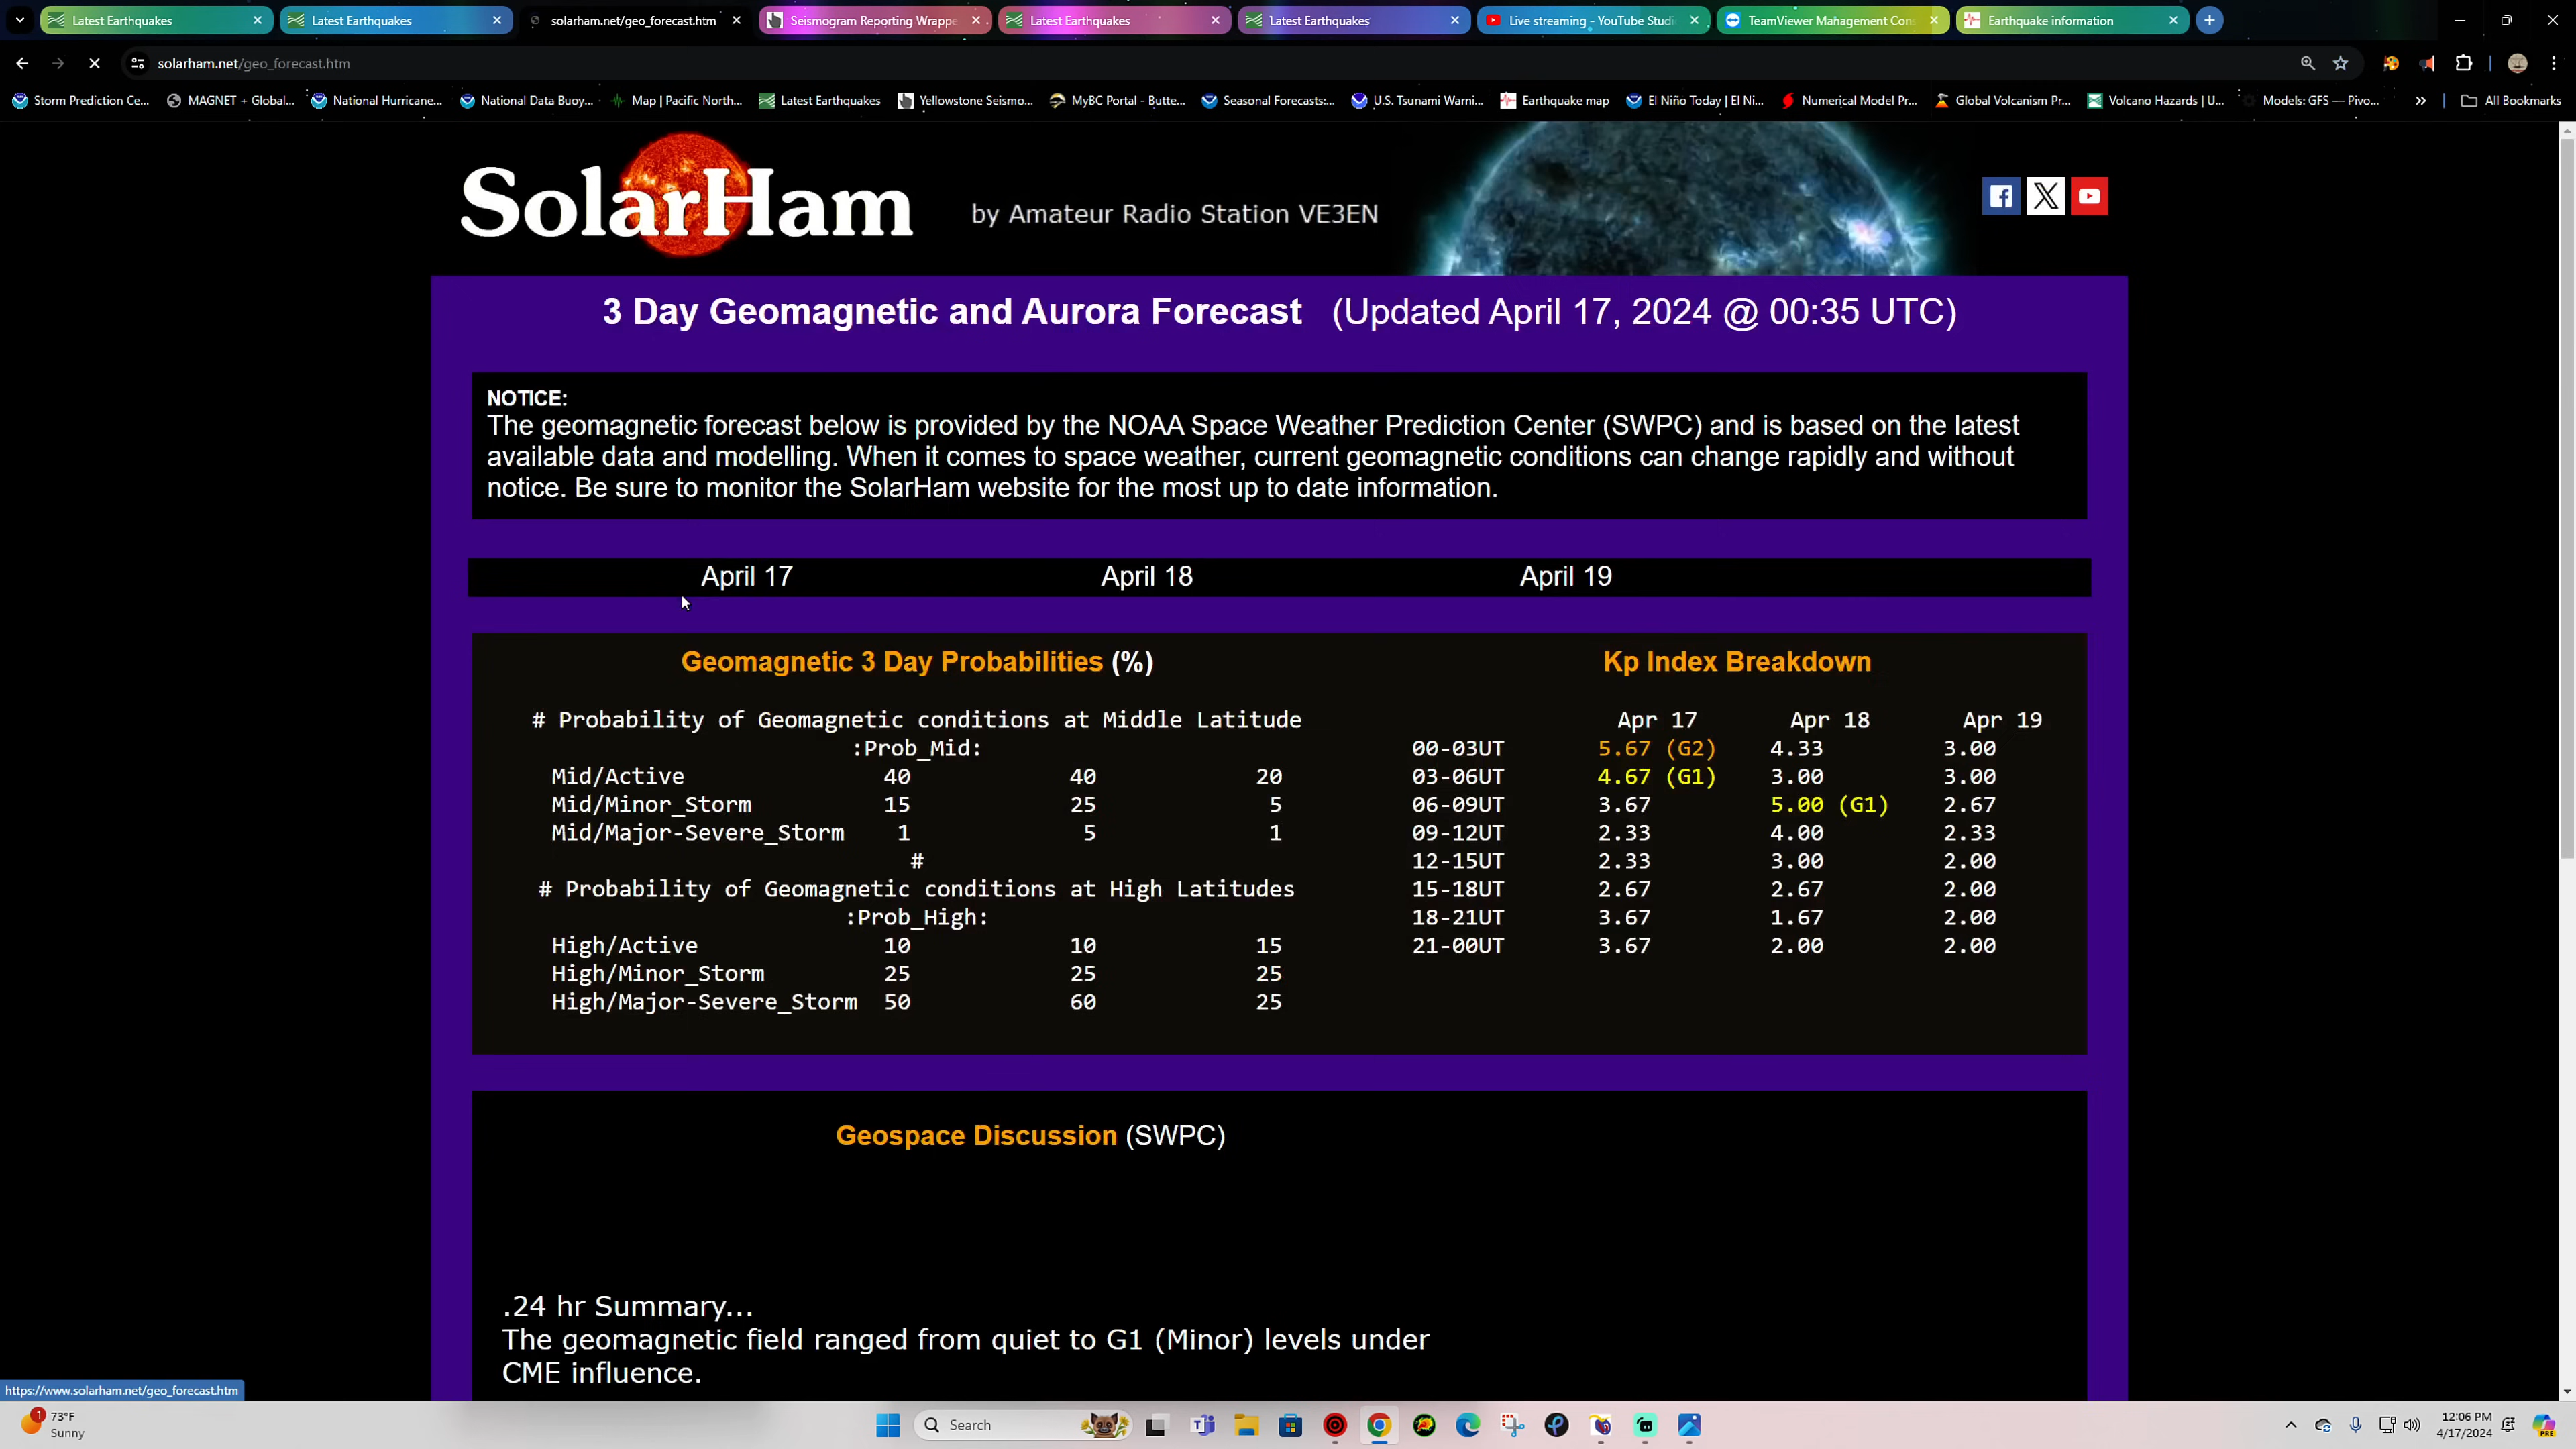 Latest Earthquakes
Latest Earthquakes
solarham.net/geo_forecast.htm
Seismogram Reporting Wrappe
Latest Earthquakes
Latest Earthquakes
Live streaming - YouTube Studi
TeamViewer Management Con
Earthquake information
solarham.net/geo_forecast.htm
Storm Prediction Ce...
MAGNET + Global...
National Hurricane...
National Data Buoy...
Map | Pacific North...
Latest Earthquakes
Yellowstone Seismo...
MyBC Portal - Butte...
Seasonal Forecasts:...
U.S. Tsunami Warni...
Earthquake map
El Niño Today | El Ni...
Numerical Model Pr...
Global Volcanism Pr...
Volcano Hazards | U...
Models: GFS — Pivo...
All Bookmarks
SolarHam
by Amateur Radio Station VE3EN
3 Day Geomagnetic and Aurora Forecast (Updated April 17, 2024 @ 00:35 UTC)
NOTICE:
The geomagnetic forecast below is provided by the NOAA Space Weather Prediction Center (SWPC) and is based on the latest
available data and modelling. When it comes to space weather, current geomagnetic conditions can change rapidly and without
notice. Be sure to monitor the SolarHam website for the most up to date information.
April 17 April 18 April 19
Geomagnetic 3 Day Probabilities (%)
# Probability of Geomagnetic conditions at Middle Latitude
:Prob_Mid:
Mid/Active 40 40 20
Mid/Minor_Storm 15 25 5
Mid/Major-Severe_Storm 1 5 1
#
# Probability of Geomagnetic conditions at High Latitudes
:Prob_High:
High/Active 10 10 15
High/Minor_Storm 25 25 25
High/Major-Severe_Storm 50 60 25
Kp Index Breakdown
Apr 17 Apr 18 Apr 19
00-03UT 5.67 (G2) 4.33 3.00
03-06UT 4.67 (G1) 3.00 3.00
06-09UT 3.67 5.00 (G1) 2.67
09-12UT 2.33 4.00 2.33
12-15UT 2.33 3.00 2.00
15-18UT 2.67 2.67 2.00
18-21UT 3.67 1.67 2.00
21-00UT 3.67 2.00 2.00
Geospace Discussion (SWPC)
.24 hr Summary...
The geomagnetic field ranged from quiet to G1 (Minor) levels under
CME influence.
https://www.solarham.net/geo_forecast.htm
1
73°F
Sunny
Search
12:06 PM
4/17/2024
PRE